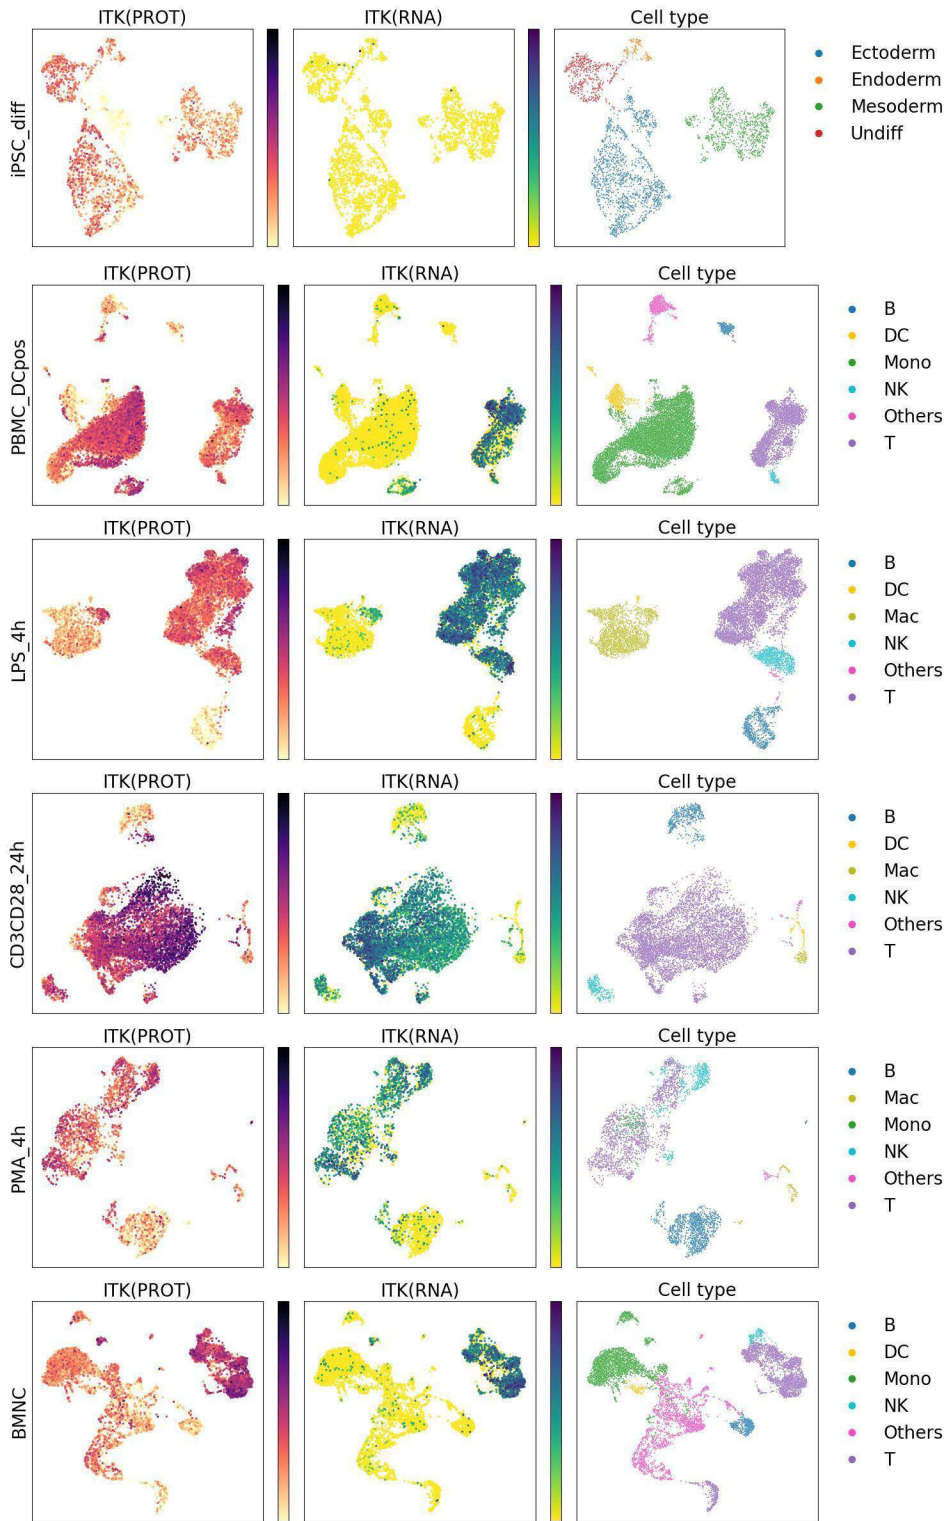 ITK(PROT) ITK(RNA) Cell type
iPSC_diff
Ectoderm
Endoderm
Mesoderm
Undiff
ITK(PROT) ITK(RNA) Cell type
PBMC_DCpos
B
DC
Mono
NK
Others
T
ITK(PROT) ITK(RNA) Cell type
LPS_4h
B
DC
Mac
NK
Others
T
ITK(PROT) ITK(RNA) Cell type
CD3CD28_24h
B
DC
Mac
NK
Others
T
ITK(PROT) ITK(RNA) Cell type
PMA_4h
B
Mac
Mono
NK
Others
T
ITK(PROT) ITK(RNA) Cell type
BMNC
B
DC
Mono
NK
Others
T